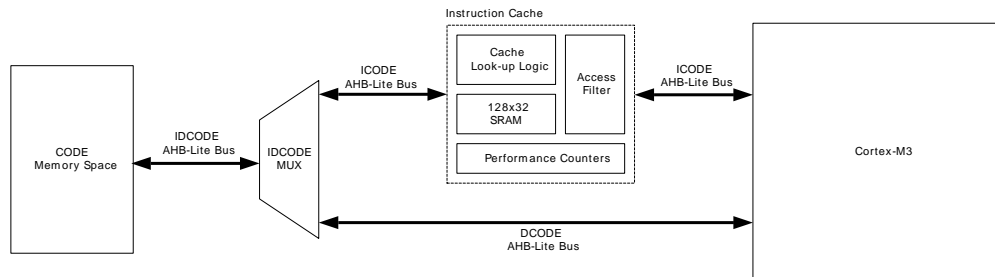 Instruction Cache
Cache
Look-up Logic
Access
Filter
128x32
SRAM
Performance Counters
ICODE
AHB-Lite Bus
ICODE
AHB-Lite Bus
CODE
Memory Space
IDCODE
AHB-Lite Bus
IDCODE
MUX
Cortex-M3
DCODE
AHB-Lite Bus